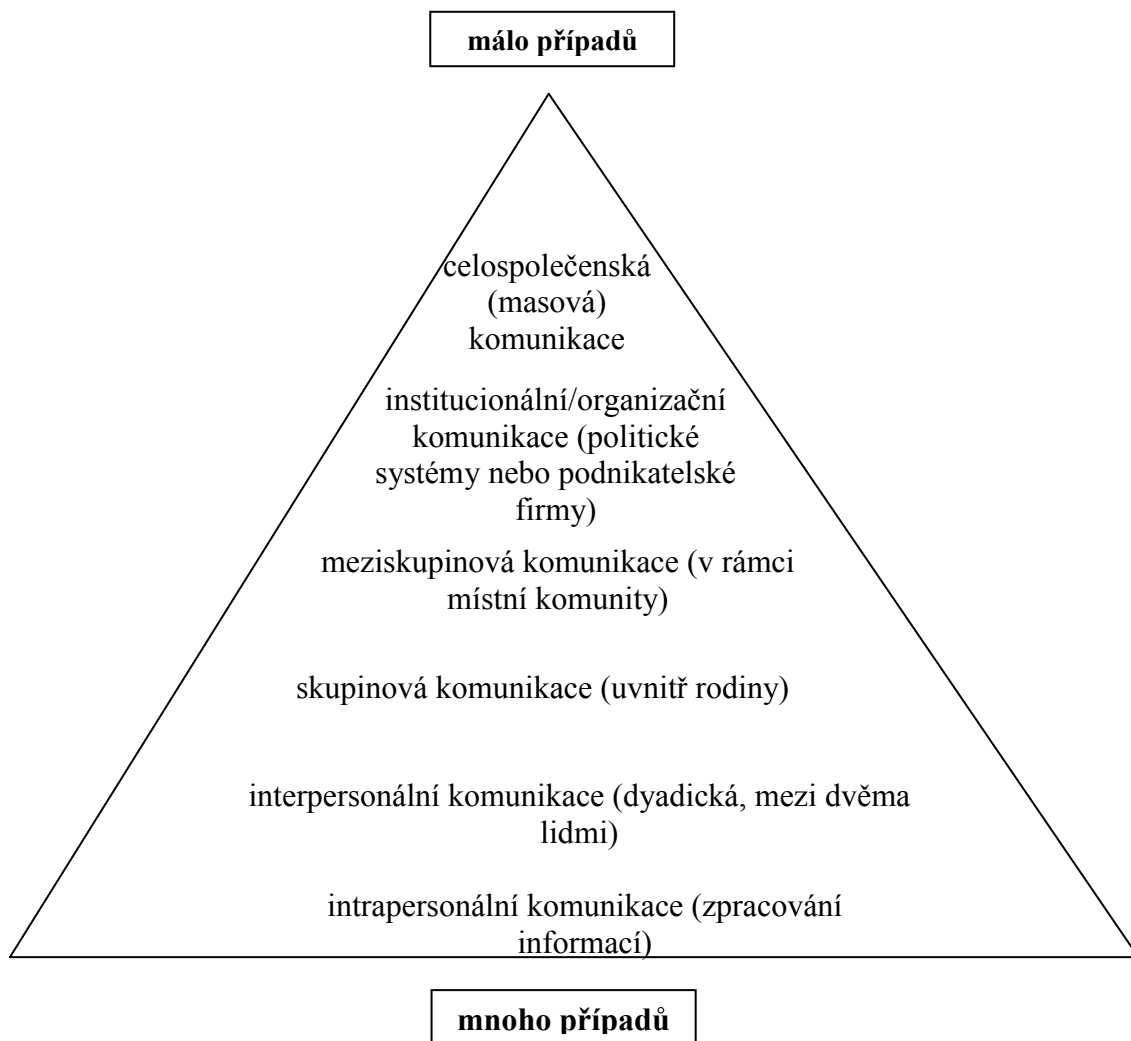 málo případů
celospolečenská
(masová)
komunikace
institucionální/organizační
komunikace (politické
systémy nebo podnikatelské
firmy)
meziskupinová komunikace (v rámci
místní komunity)
skupinová komunikace (uvnitř rodiny)
interpersonální komunikace (dyadická, mezi dvěma
lidmi)
intrapersonální komunikace (zpracování
informací)
mnoho případů